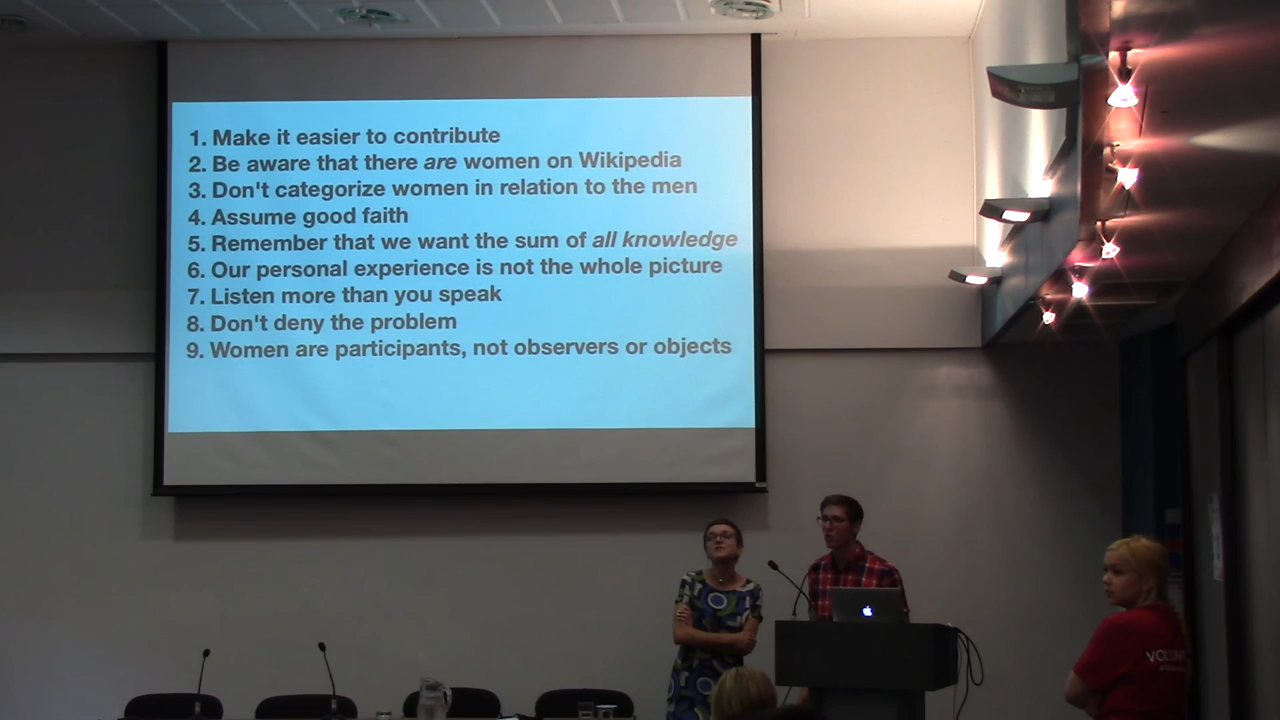 1. Make it easier to contribute
2. Be aware that there are women on Wikipedia
3. Don't categorize women in relation to the men
4. Assume good faith
5. Remember that we want the sum of all knowledge
6. Our personal experience is not the whole picture
7. Listen more than you speak
8. Don't deny the problem
9. Women are participants, not observers or objects
VOLUN